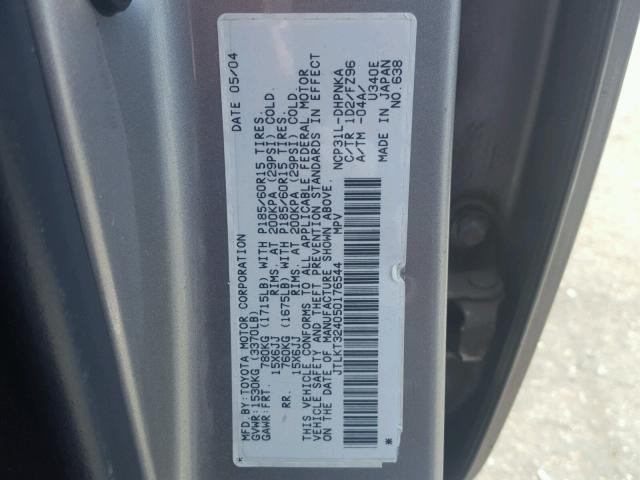 MFD.BY:TOYOTA MOTOR CORPORATION DATE 05/04
GVWR:1530KG (3370LB)
GAWR:FRT. 780KG (1715LB) WITH P185/60R15 TIRES.
15X6JJ RIMS. AT 200KPA (29PSI) COLD.
RR. 760KG (1675LB) WITH P185/60R15 TIRES.
15X6JJ RIMS. AT 200KPA (29PSI) COLD.
THIS VEHICLE CONFORMS TO ALL APPLICABLE FEDERAL MOTOR
VEHICLE SAFETY AND THEFT PREVENTION STANDARDS IN EFFECT
ON THE DATE OF MANUFACTURE SHOWN ABOVE.
JTLKT324050176544 MPV
NCP31L-DHPNKA
C/TR 1D2/FZ96
A/TM -04A/
U340E
* MADE IN JAPAN *
NO.638